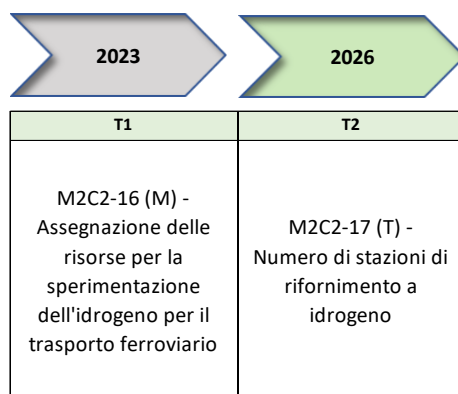 2023
2026
T1
T2
M2C2-16 (M) -
Assegnazione delle
risorse per la
sperimentazione
dell'idrogeno per il
trasporto ferroviario
M2C2-17 (T) -
Numero di stazioni di
rifornimento a
idrogeno